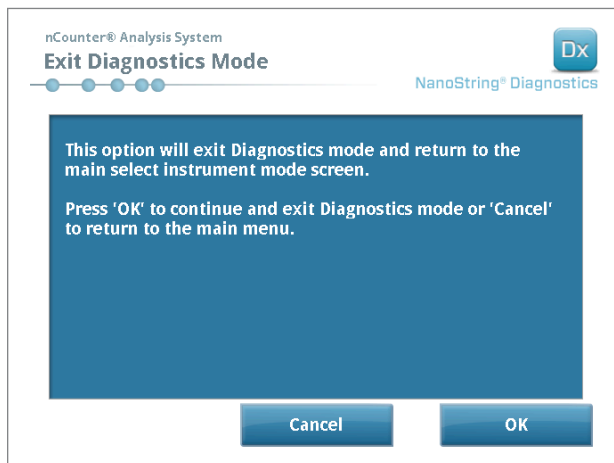 nCounter® Analysis System
Exit Diagnostics Mode
Dx
NanoString® Diagnostics
This option will exit Diagnostics mode and return to the
main select instrument mode screen.
Press 'OK' to continue and exit Diagnostics mode or 'Cancel'
to return to the main menu.
Cancel
OK